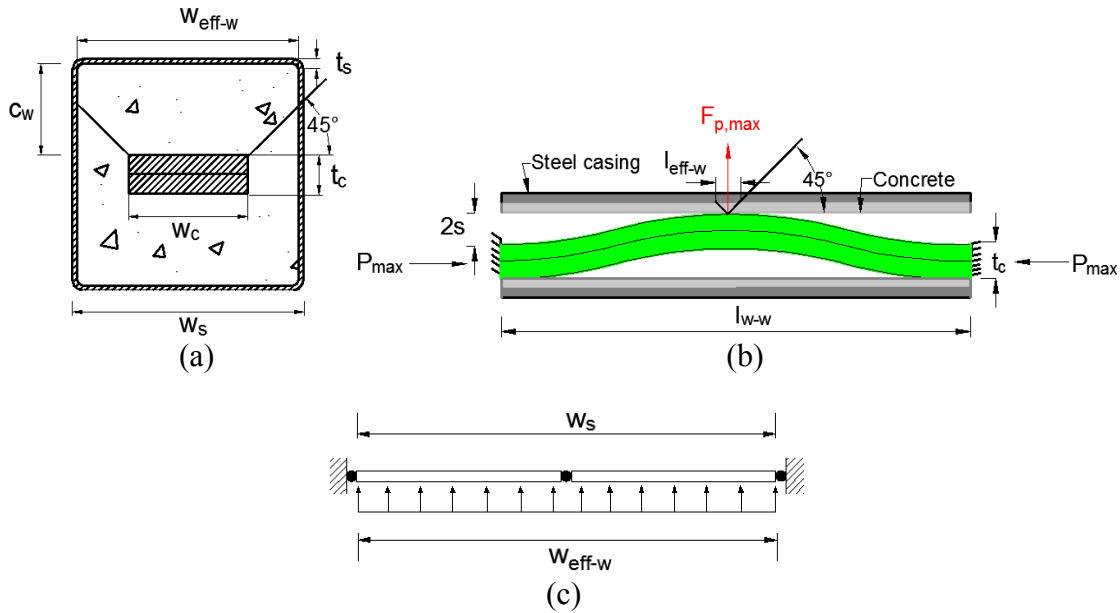 w_eff-w
t_s
c_w
45°
t_c
w_c
w_s
(a)
F_p,max
l_eff-w
45°
Steel casing
Concrete
2s
P_max
t_c
P_max
l_w-w
(b)
w_s
w_eff-w
(c)